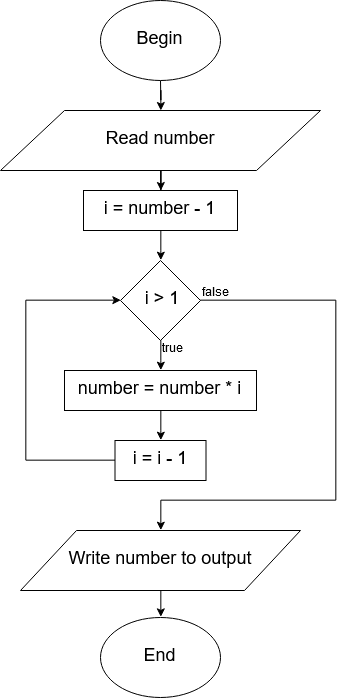 Begin
Read number
i = number - 1
i > 1
false
true
number = number * i
i = i - 1
Write number to output
End